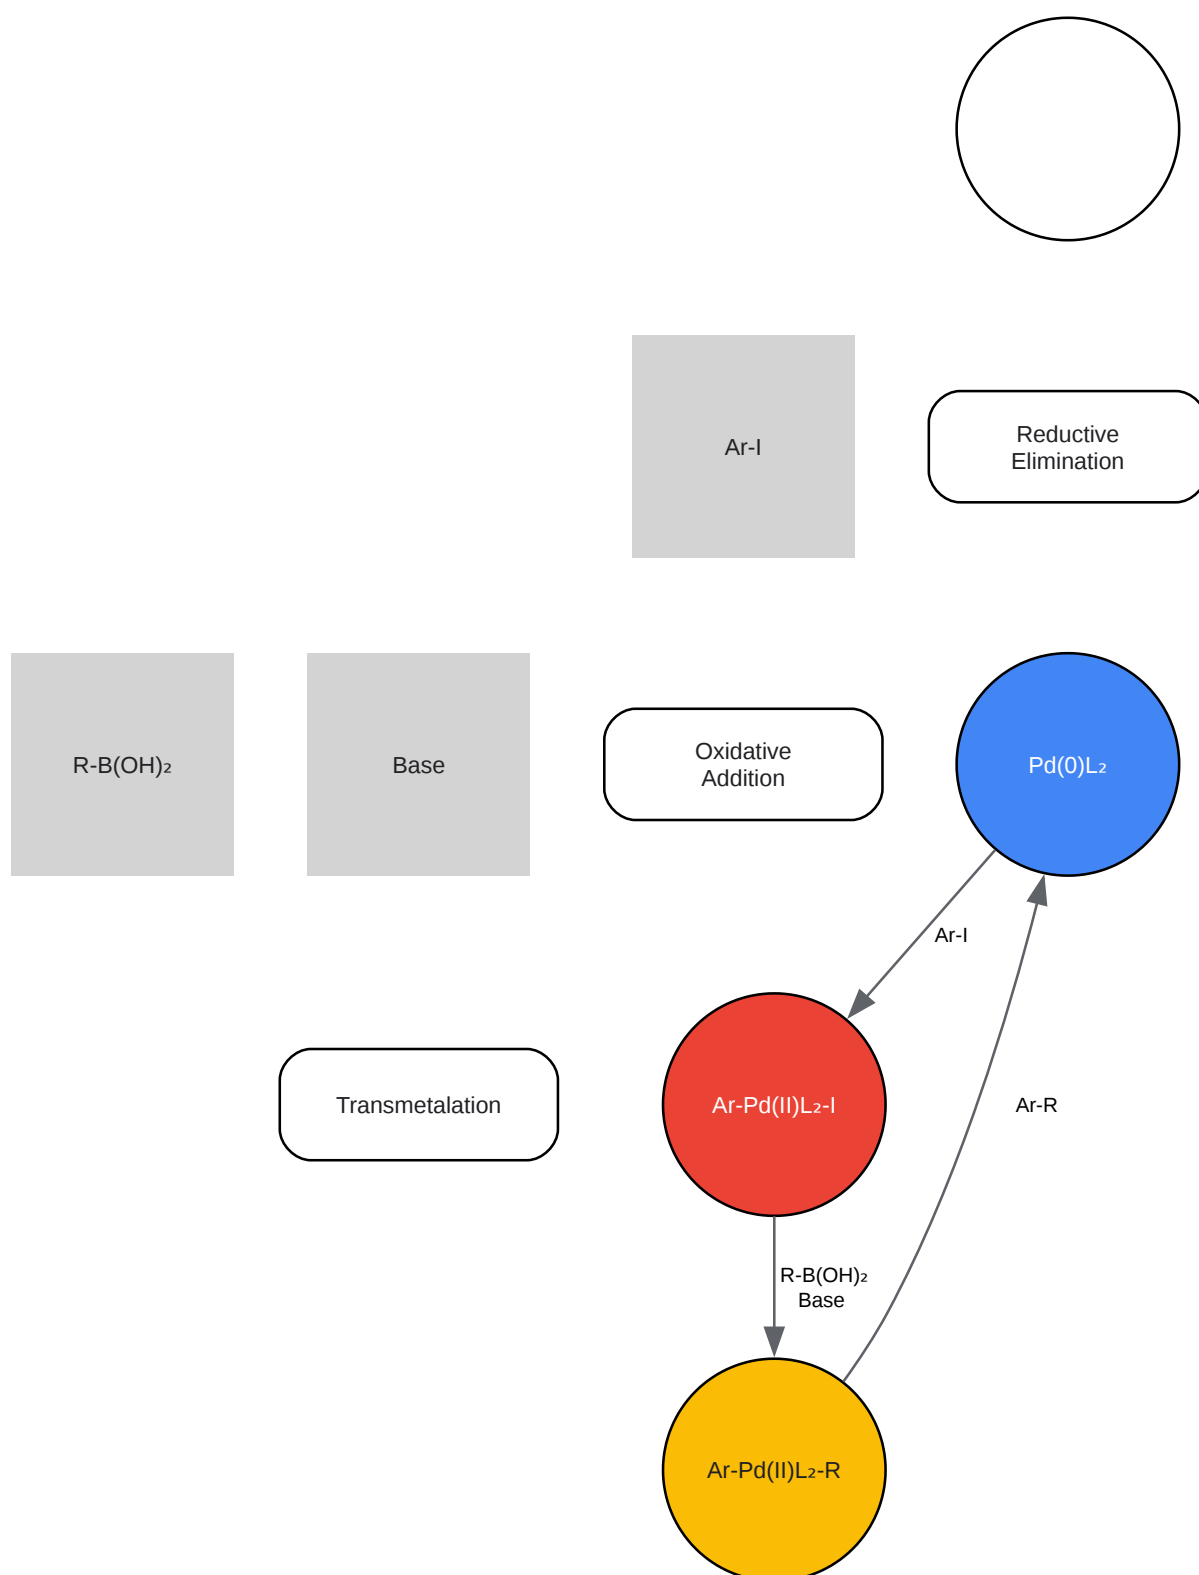 Ar-I
Reductive
Elimination
R-B(OH)₂
Base
Oxidative
Addition
Pd(0)L₂
Ar-I
Transmetalation
Ar-Pd(II)L₂-I
Ar-R
R-B(OH)₂
Base
Ar-Pd(II)L₂-R